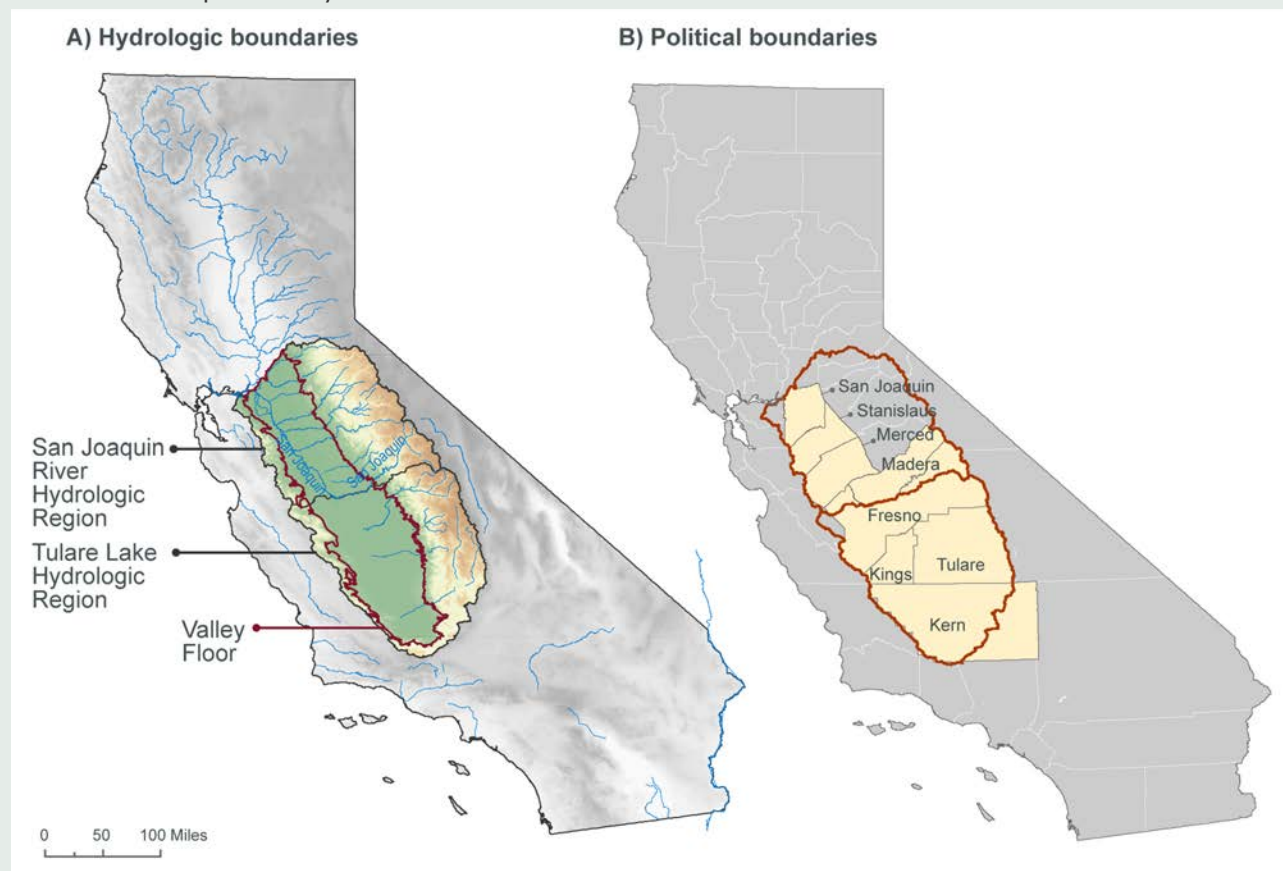 A) Hydrologic boundaries
B) Political boundaries
San Joaquin
River
Hydrologic
Region
Tulare Lake
Hydrologic
Region
Valley
Floor
San Joaquin
San Joaquin
San Joaquin
Stanislaus
Merced
Madera
Fresno
Kings
Tulare
Kern
0 50 100 Miles